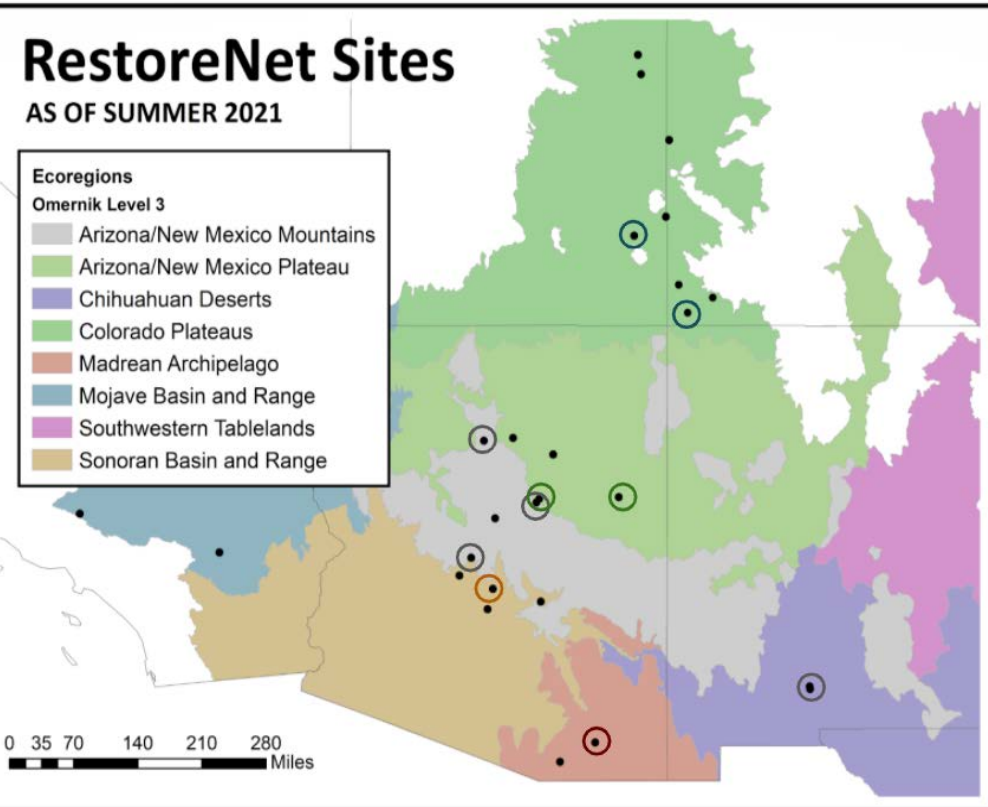 RestoreNet Sites
AS OF SUMMER 2021
Ecoregions
Omernik Level 3
Arizona/New Mexico Mountains
Arizona/New Mexico Plateau
Chihuahuan Deserts
Colorado Plateaus
Madrean Archipelago
Mojave Basin and Range
Southwestern Tablelands
Sonoran Basin and Range
0 35 70 140 210 280
Miles